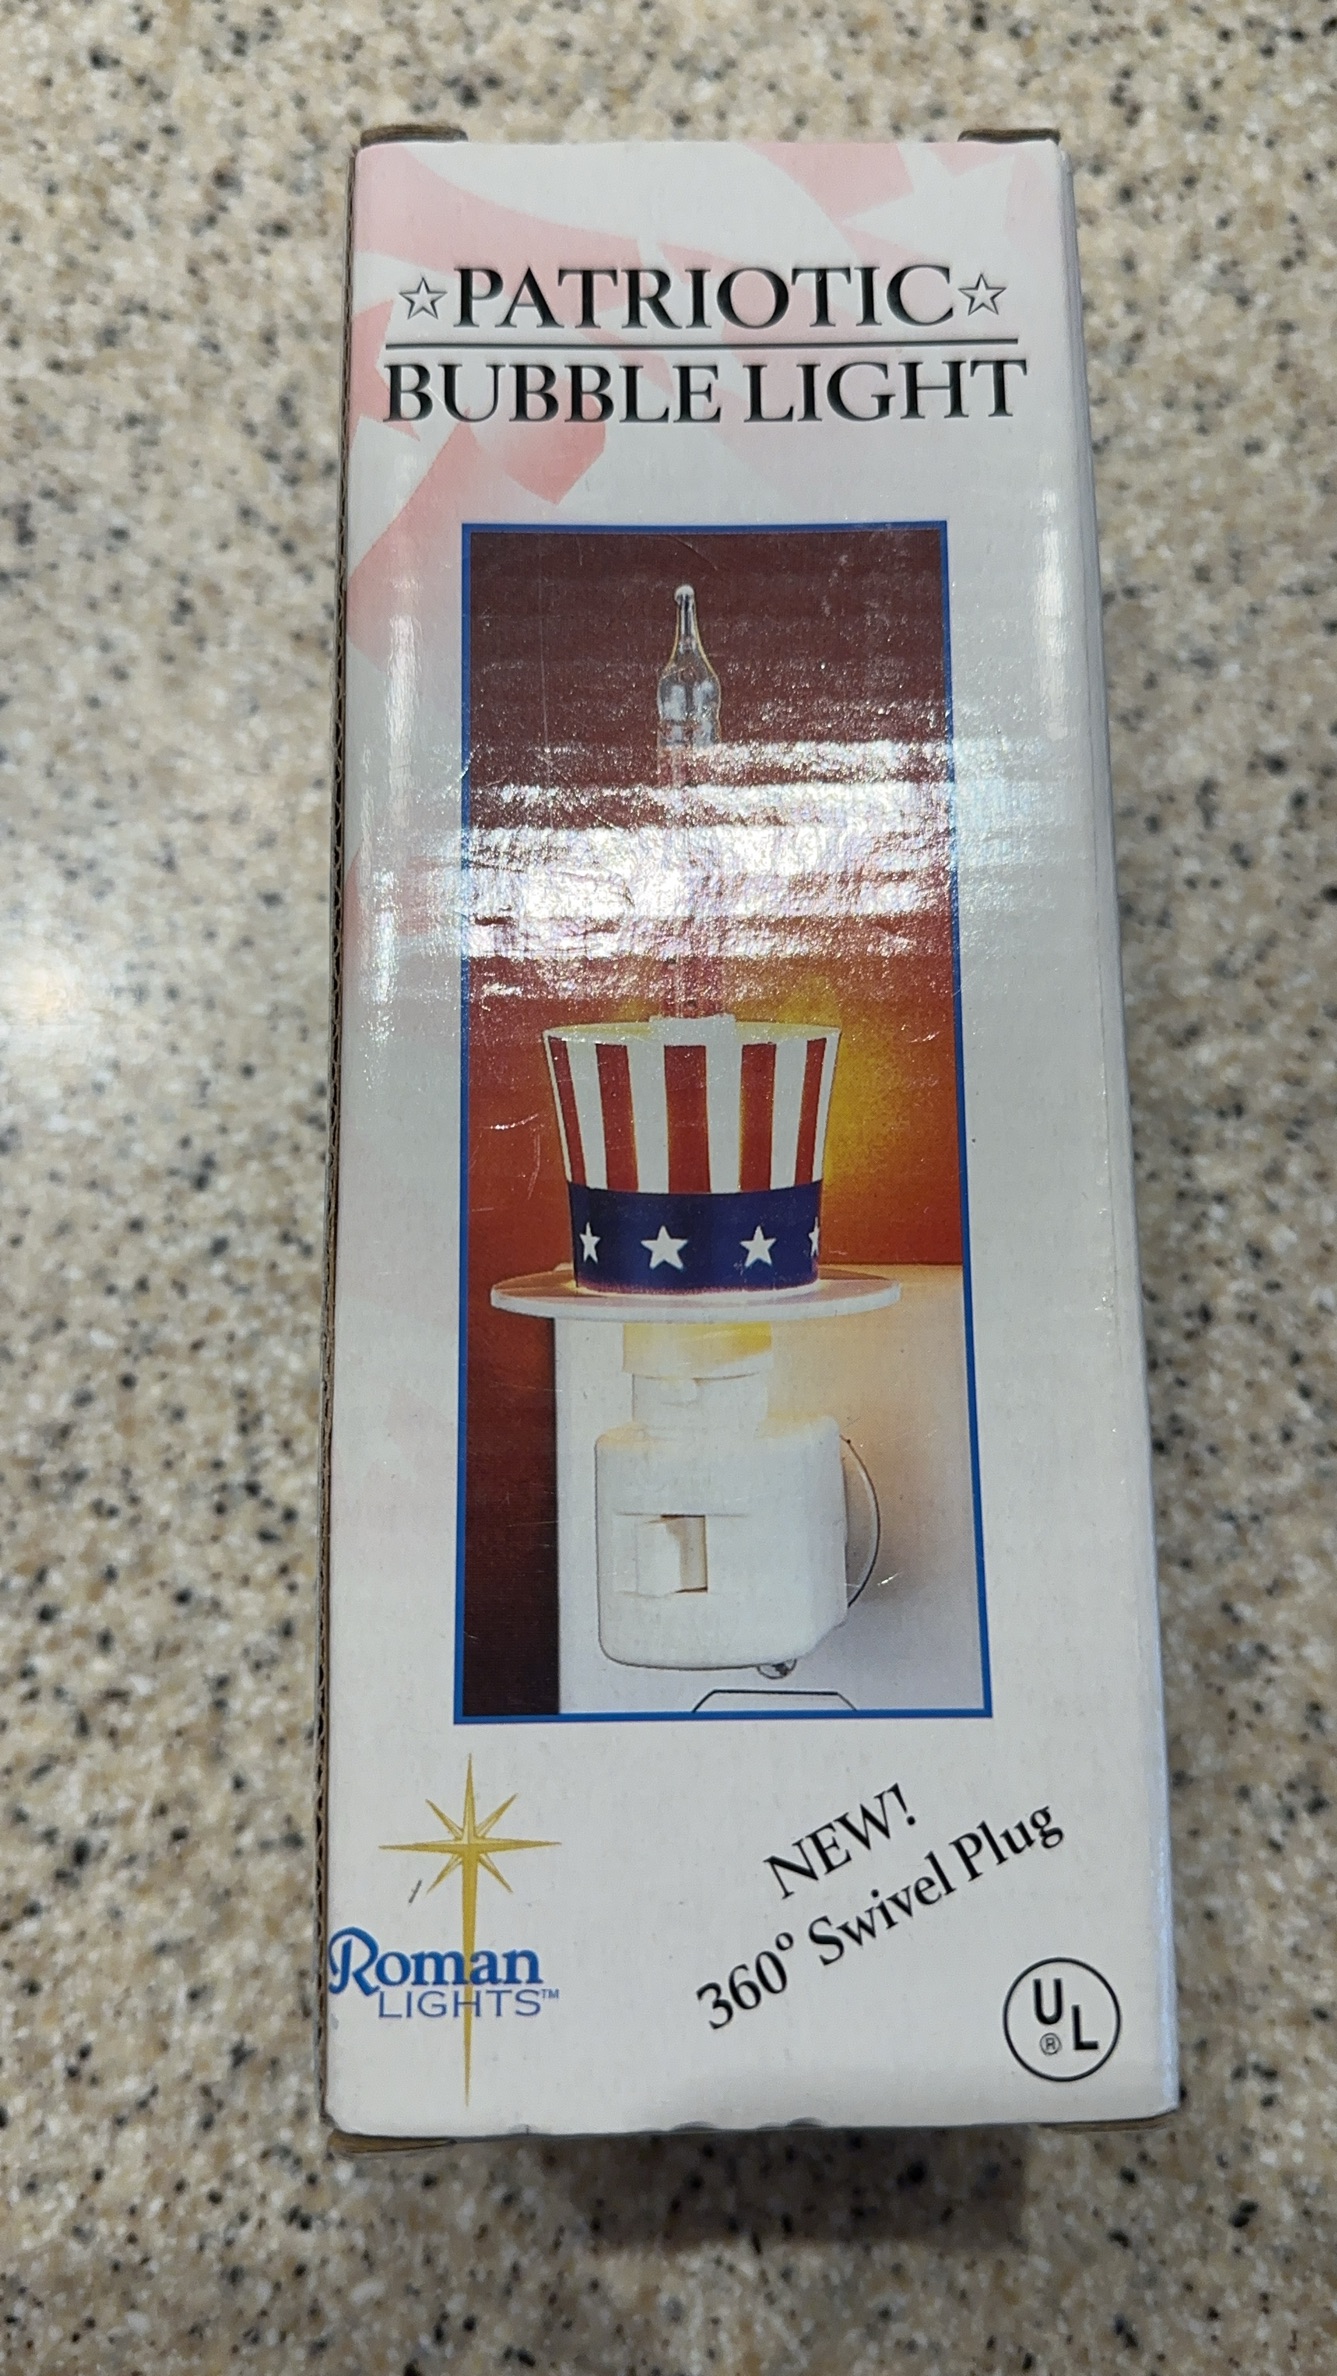 ☆PATRIOTIC☆
BUBBLE LIGHT
NEW!
360° Swivel Plug
Roman
LIGHTS™
UL
®